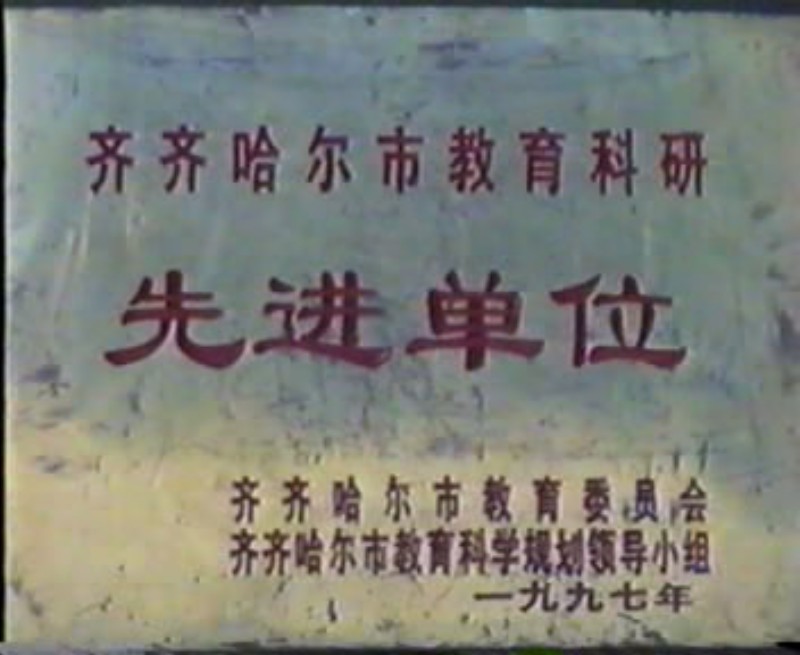 齐齐哈尔市教育科研
先进单位
齐齐哈尔市教育委员会
齐齐哈尔市教育科学规划领导小组
一九九七年